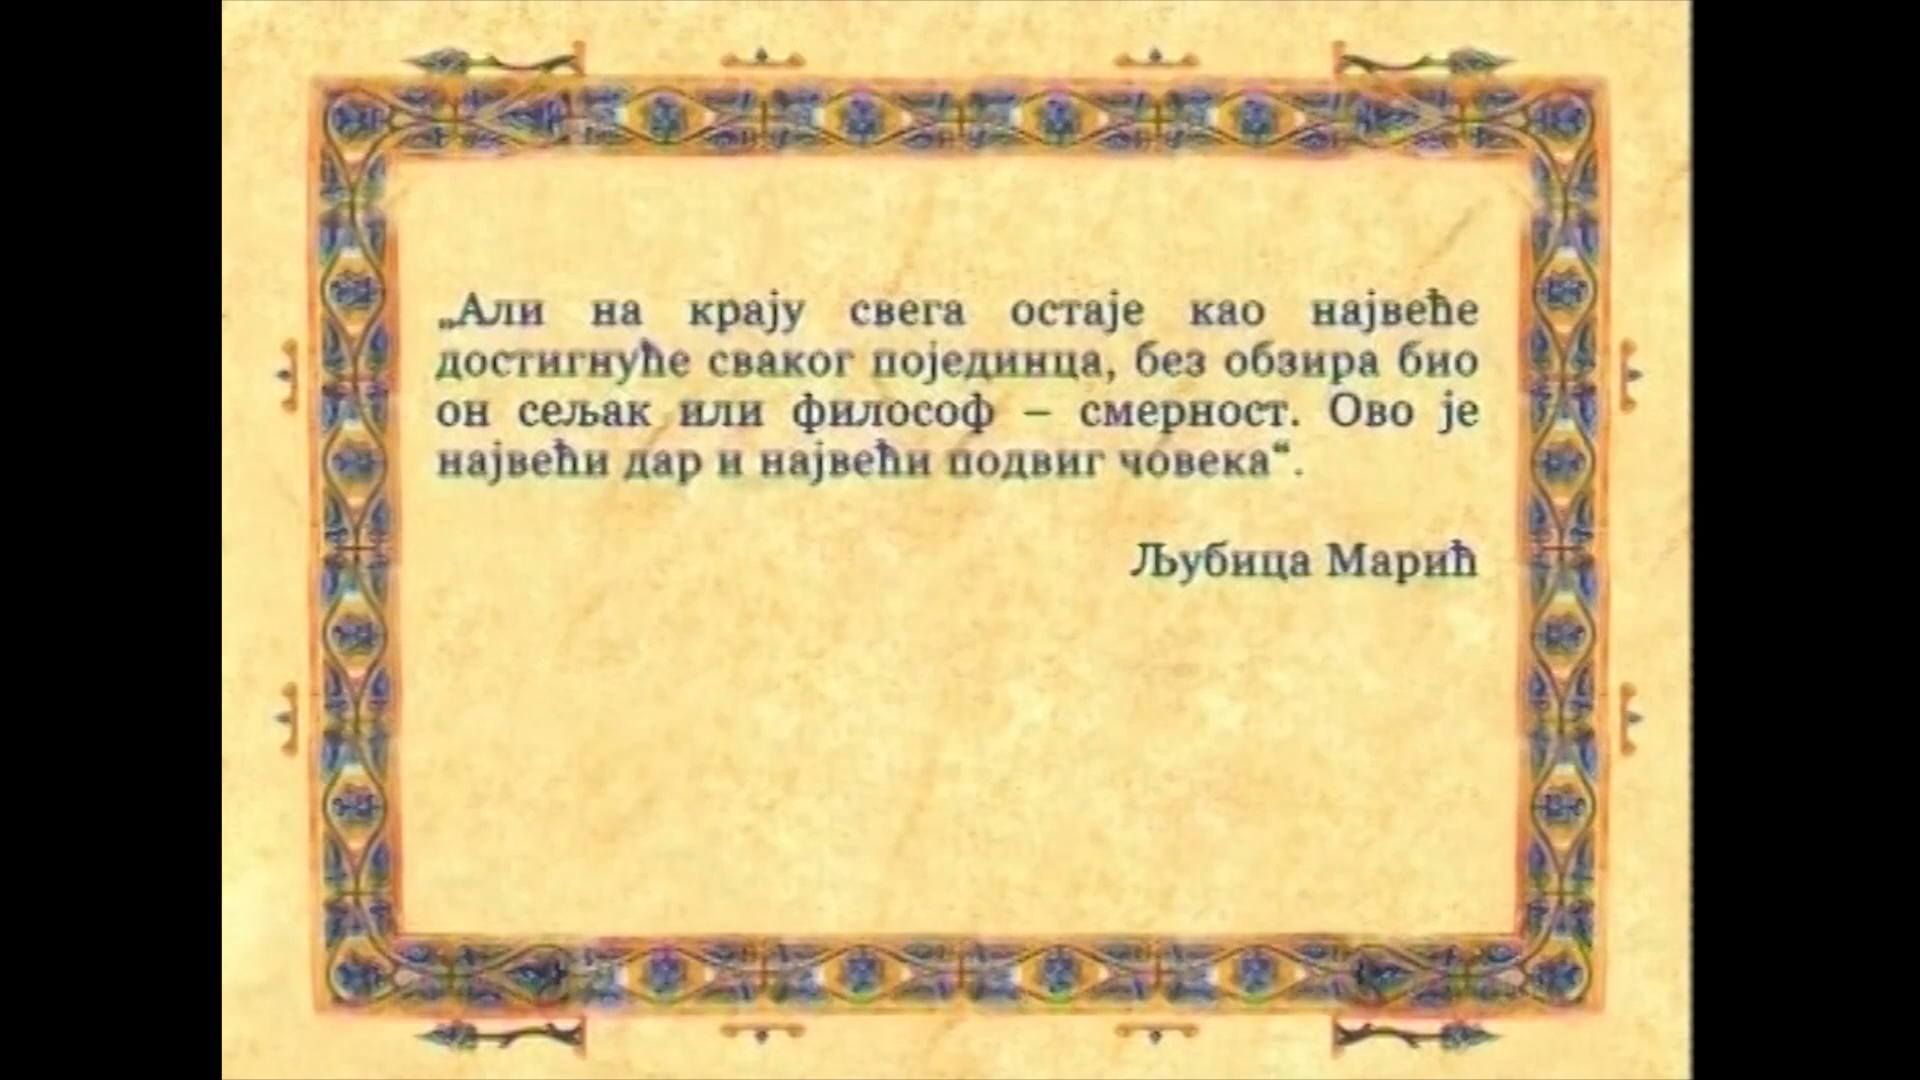 „Али на крају свега остаје као највеће
достигнуће сваког појединца, без обзира био
он сељак или философ – смерност. Ово је
највећи дар и највећи подвиг човека“.
Љубица Марић